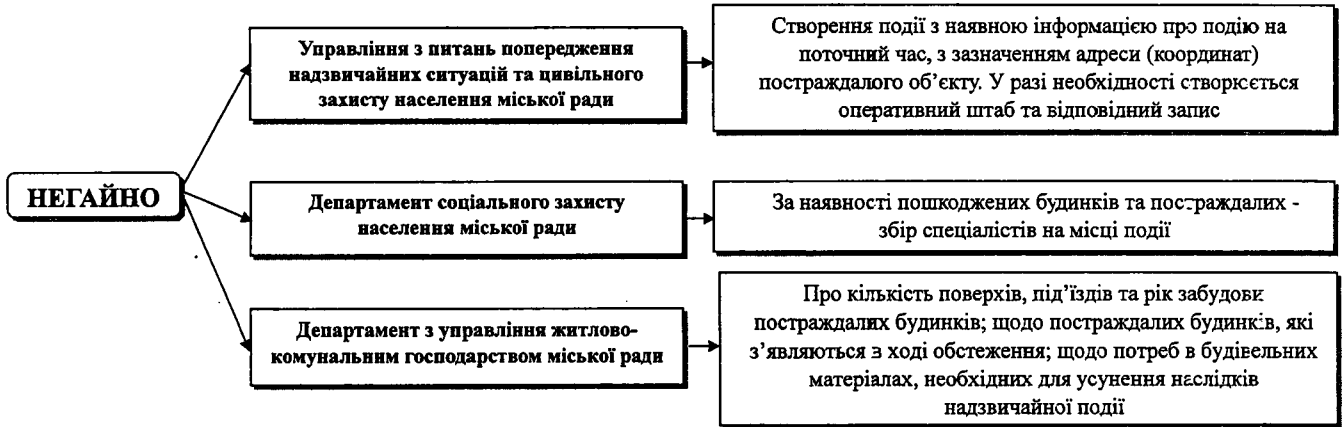 Управління з питань попередження
надзвичайних ситуацій та цивільного
захисту населення міської ради
Створення події з наявною інформацією про подію на
поточний час, з зазначенням адреси (координат)
постраждалого об’єкту. У разі необхідності створюється
оперативний штаб та відповідний запис
НЕГАЙНО
Департамент соціального захисту
населення міської ради
За наявності пошкоджених будинків та постраждалих -
збір спеціалістів на місці події
Департамент з управління житлово-
комунальним господарством міської ради
Про кількість поверхів, під’їздів та рік забудови
постраждалих будинків; щодо постраждалих будинків, які
з’являються в ході обстеження; щодо потреб в будівельних
матеріалах, необхідних для усунення наслідків
надзвичайної події